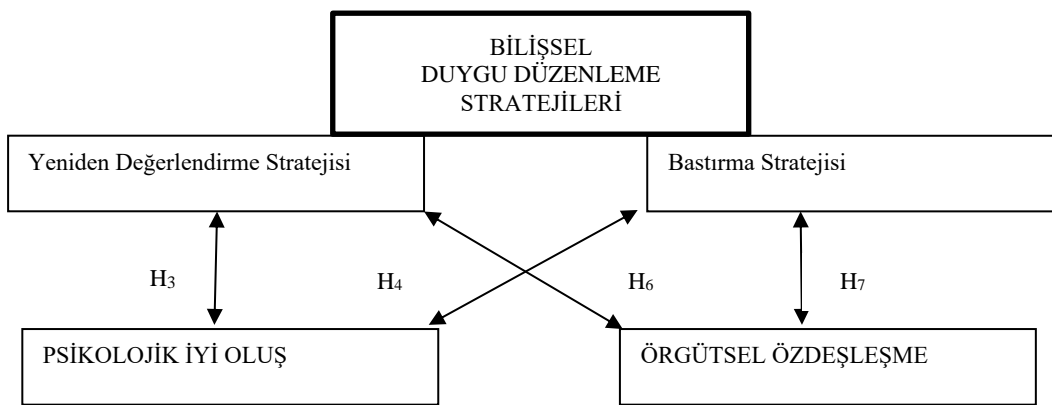 BİLİŞSEL
DUYGU DÜZENLEME
STRATEJİLERİ
Yeniden Değerlendirme Stratejisi
Bastırma Stratejisi
H3
H4
H6
H7
PSİKOLOJİK İYİ OLUŞ
ÖRGÜTSEL ÖZDEŞLEŞME